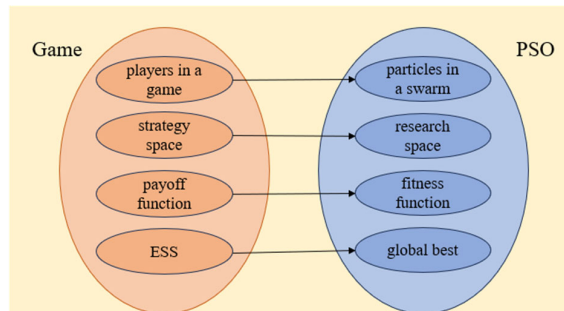 Game
PSO
players in a
game
particles in
a swarm
strategy
space
research
space
payoff
function
fitness
function
ESS
global best